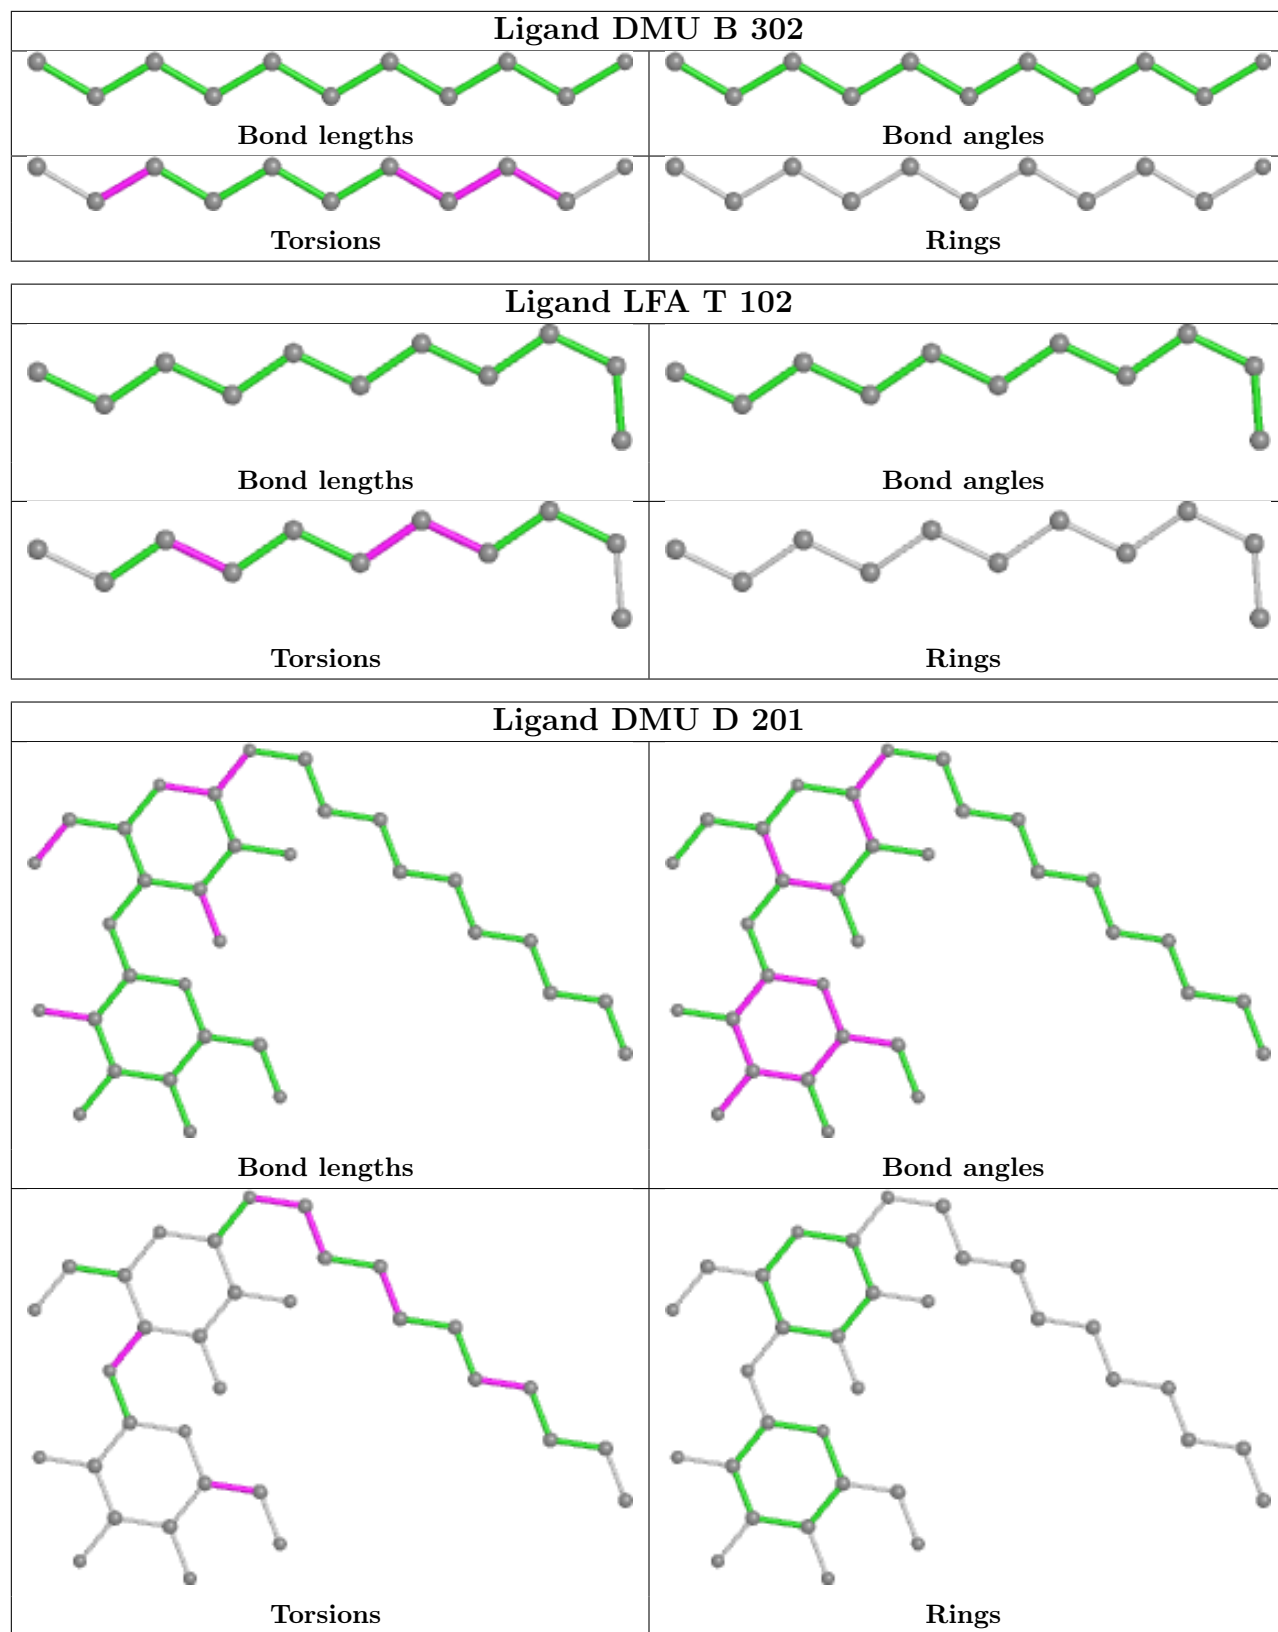 Ligand DMU B 302
Bond lengths
Bond angles
Torsions
Rings
Ligand LFA T 102
Bond lengths
Bond angles
Torsions
Rings
Ligand DMU D 201
Bond lengths
Bond angles
Torsions
Rings